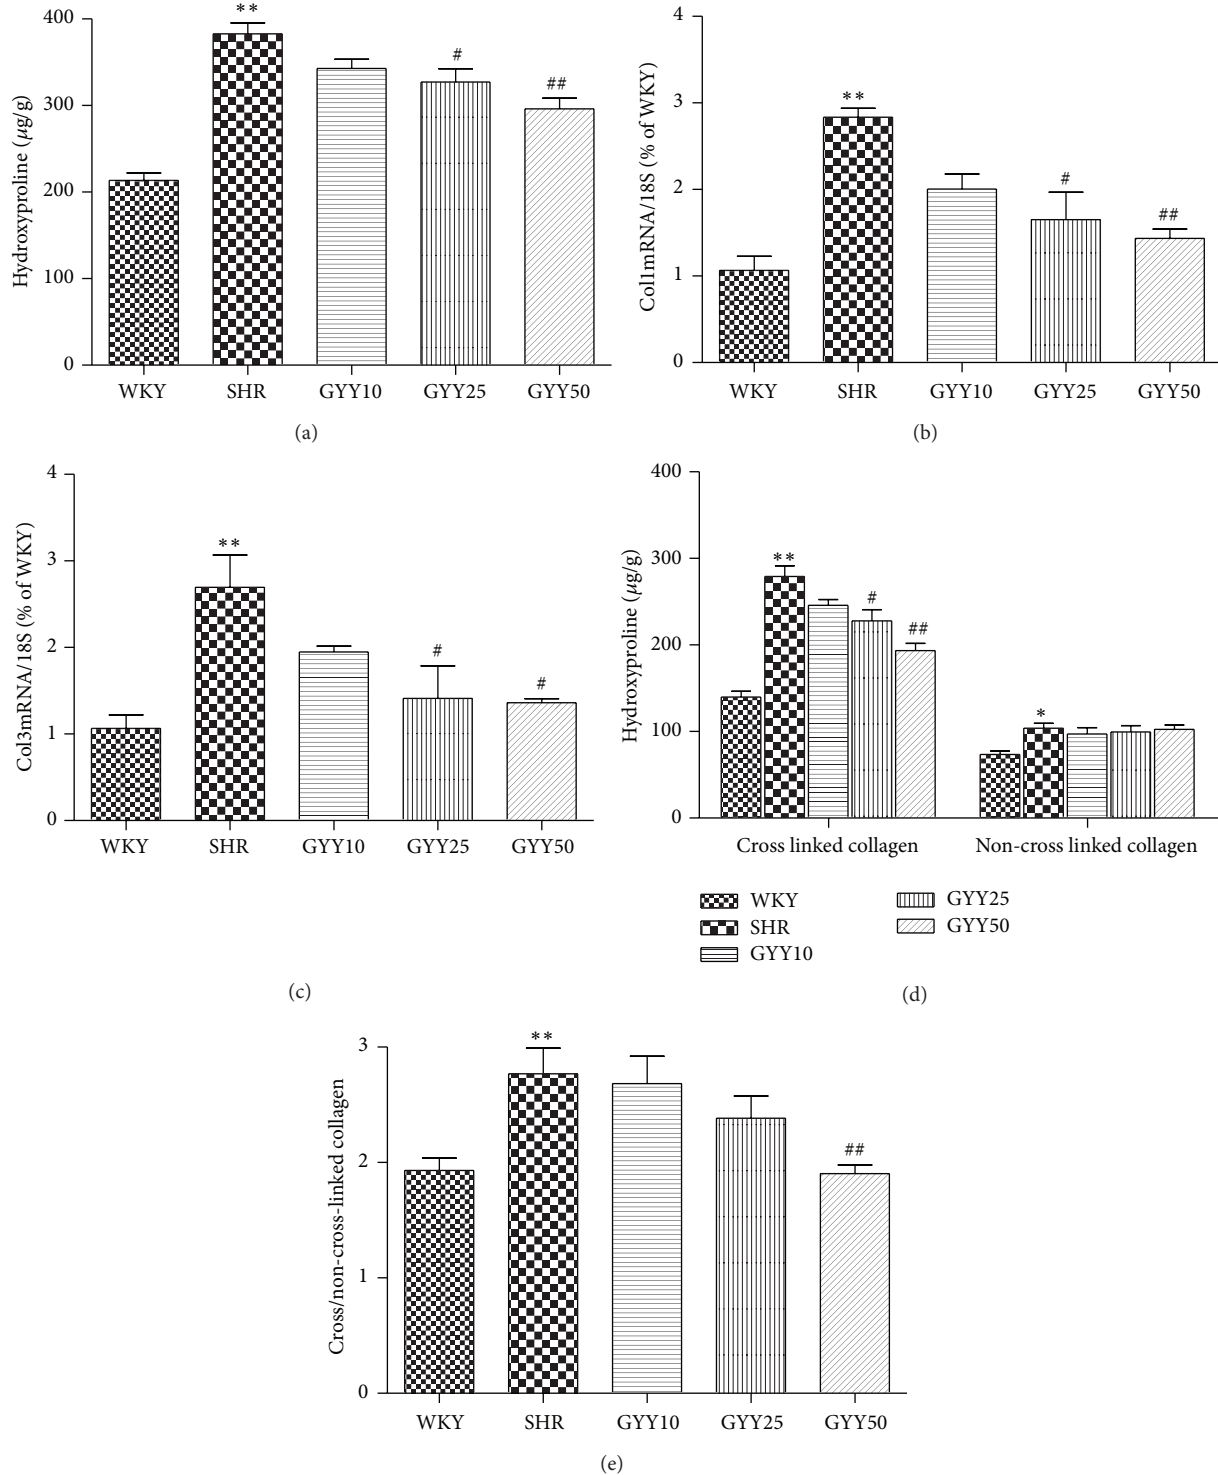 Hydroxyproline (μg/g)
400
300
200
100
0
**
#
##
WKY SHR GYY10 GYY25 GYY50
(a)
Col1mRNA/18S (% of WKY)
4
3
2
1
0
**
#
##
WKY SHR GYY10 GYY25 GYY50
(b)
Col3mRNA/18S (% of WKY)
4
3
2
1
0
**
#
#
WKY SHR GYY10 GYY25 GYY50
(c)
Hydroxyproline (μg/g)
400
300
200
100
0
**
#
##
*
Cross linked collagen Non-cross linked collagen
WKY GYY25
SHR GYY50
GYY10
(d)
Cross/non-cross-linked collagen
3
2
1
0
**
##
WKY SHR GYY10 GYY25 GYY50
(e)